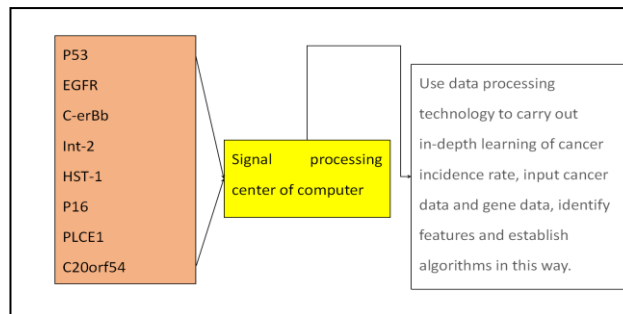 P53
EGFR
C-erBb
Int-2
HST-1
P16
PLCE1
C20orf54
Signal processing
center of computer
Use data processing
technology to carry out
in-depth learning of cancer
incidence rate, input cancer
data and gene data, identify
features and establish
algorithms in this way.